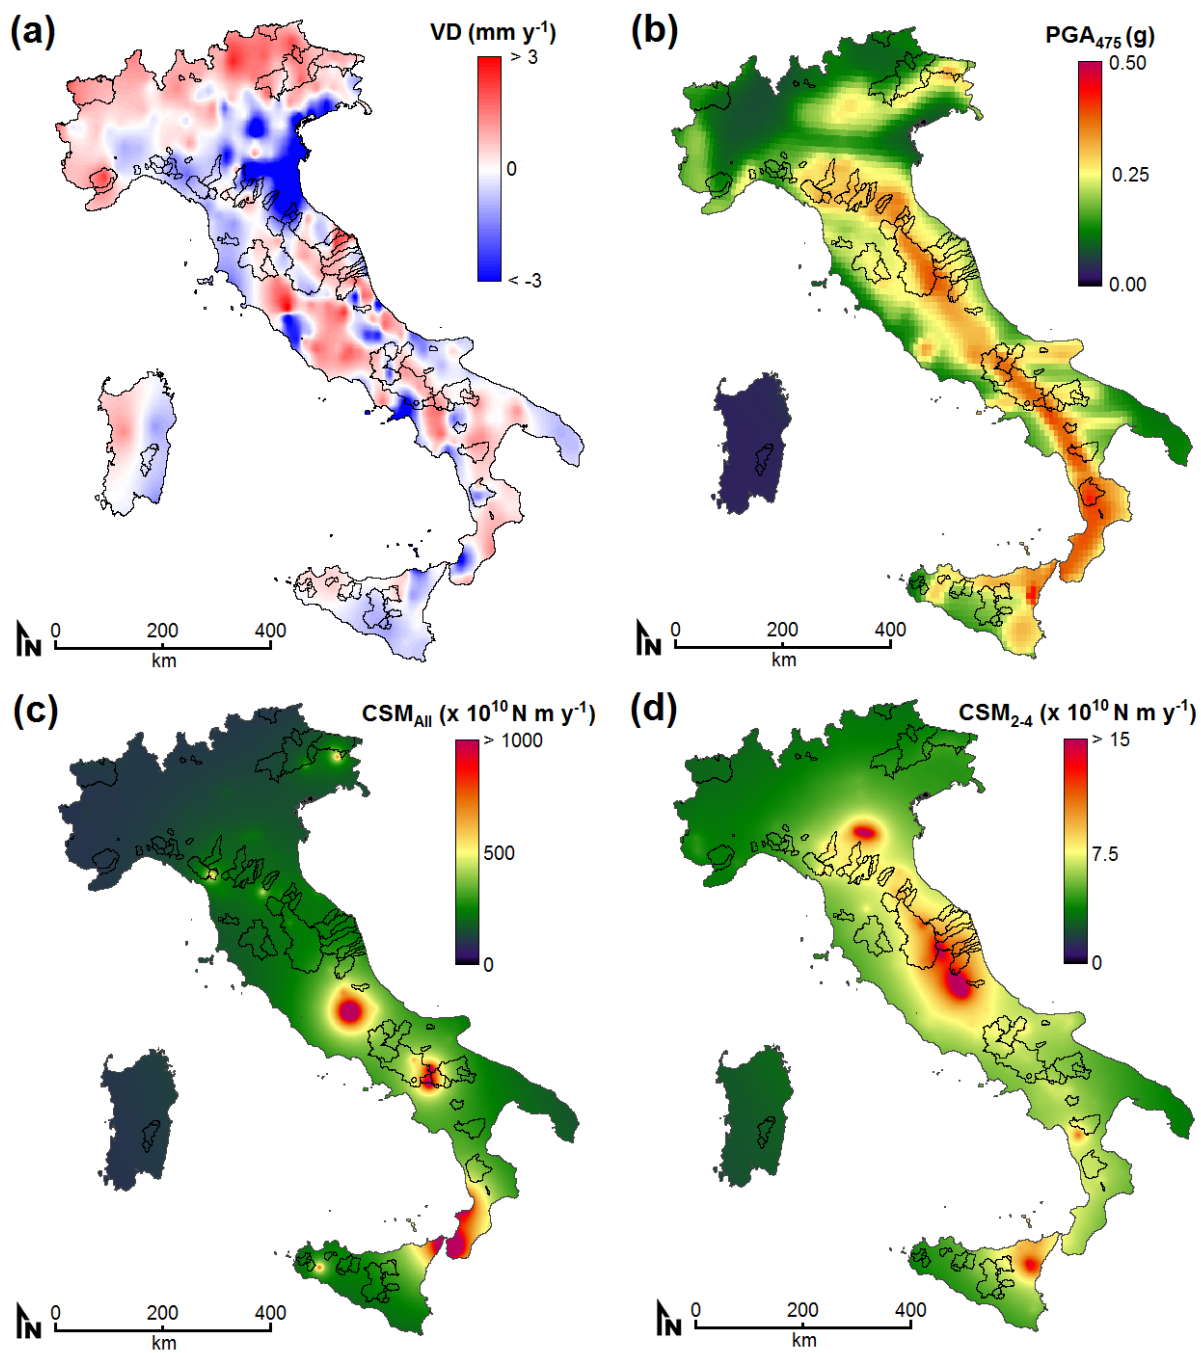 (a)
VD (mm y⁻¹)
> 3
0
< -3
N
0 200 400
km
(b)
PGA₄₇₅ (g)
0.50
0.25
0.00
N
0 200 400
km
(c)
CSM_All (x 10¹⁰ N m y⁻¹)
> 1000
500
0
N
0 200 400
km
(d)
CSM₂₋₄ (x 10¹⁰ N m y⁻¹)
> 15
7.5
0
N
0 200 400
km